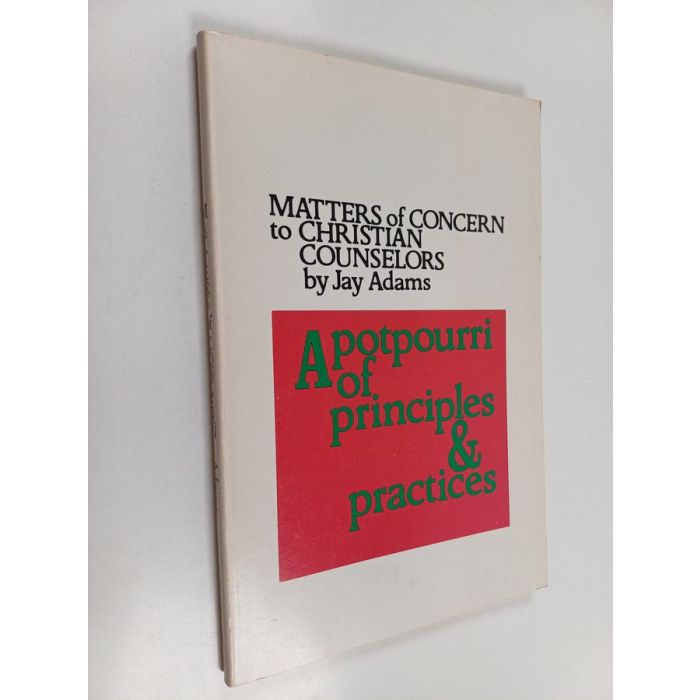 MATTERS of CONCERN
to CHRISTIAN
COUNSELORS
by Jay Adams
A potpourri
of
principles
&
practices